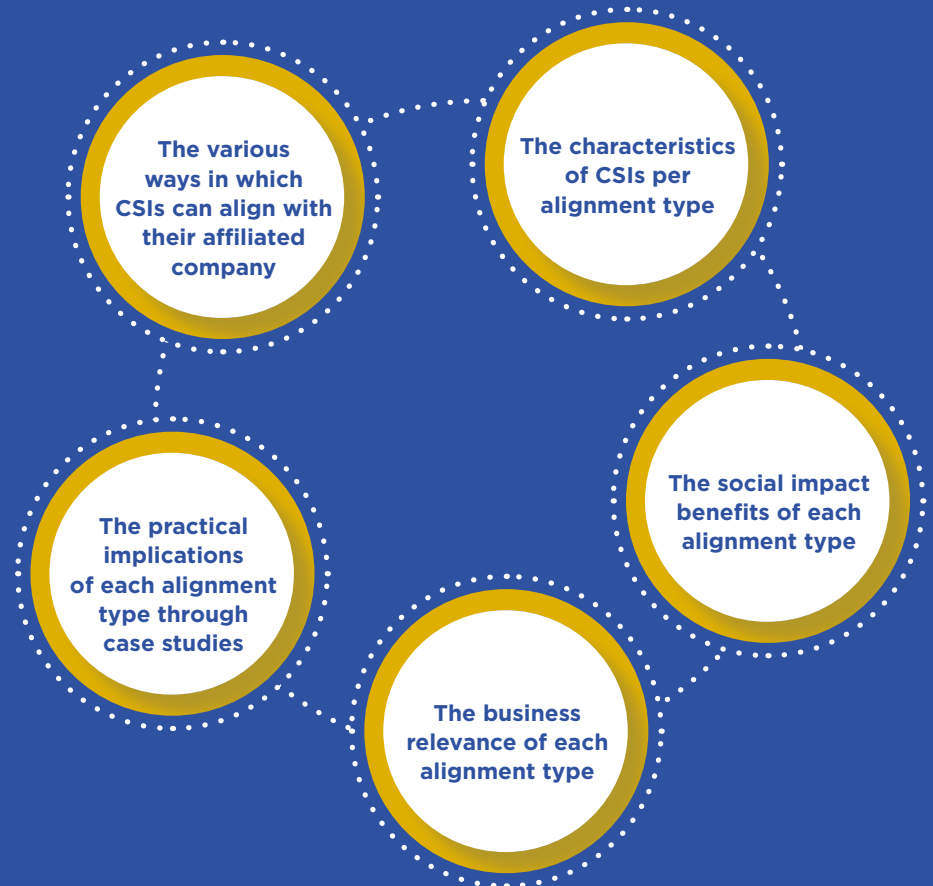 The various
ways in which
CSIs can align with
their affiliated
company
The characteristics
of CSIs per
alignment type
The social impact
benefits of each
alignment type
The business
relevance of each
alignment type
The practical
implications
of each alignment
type through
case studies